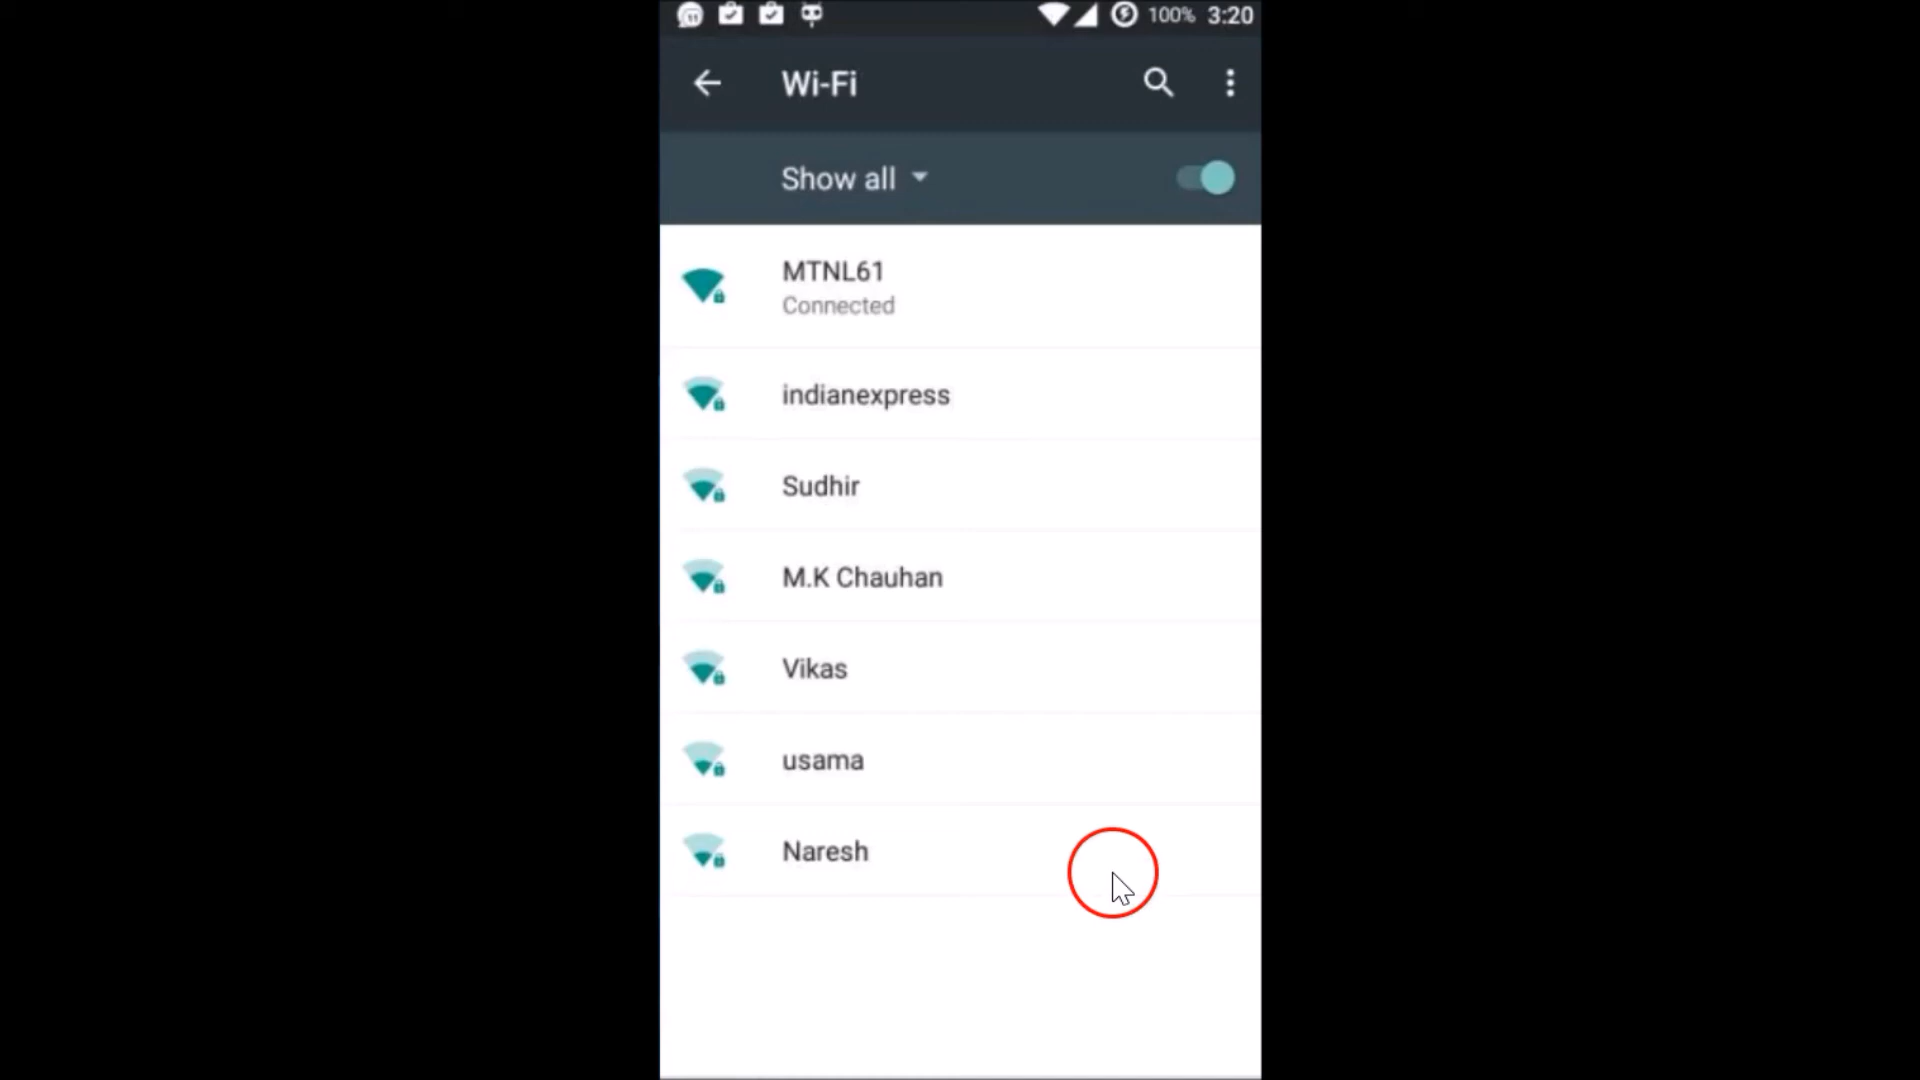 100% 3:20
Wi-Fi
Show all
MTNL61
Connected
indianexpress
Sudhir
M.K Chauhan
Vikas
usama
Naresh